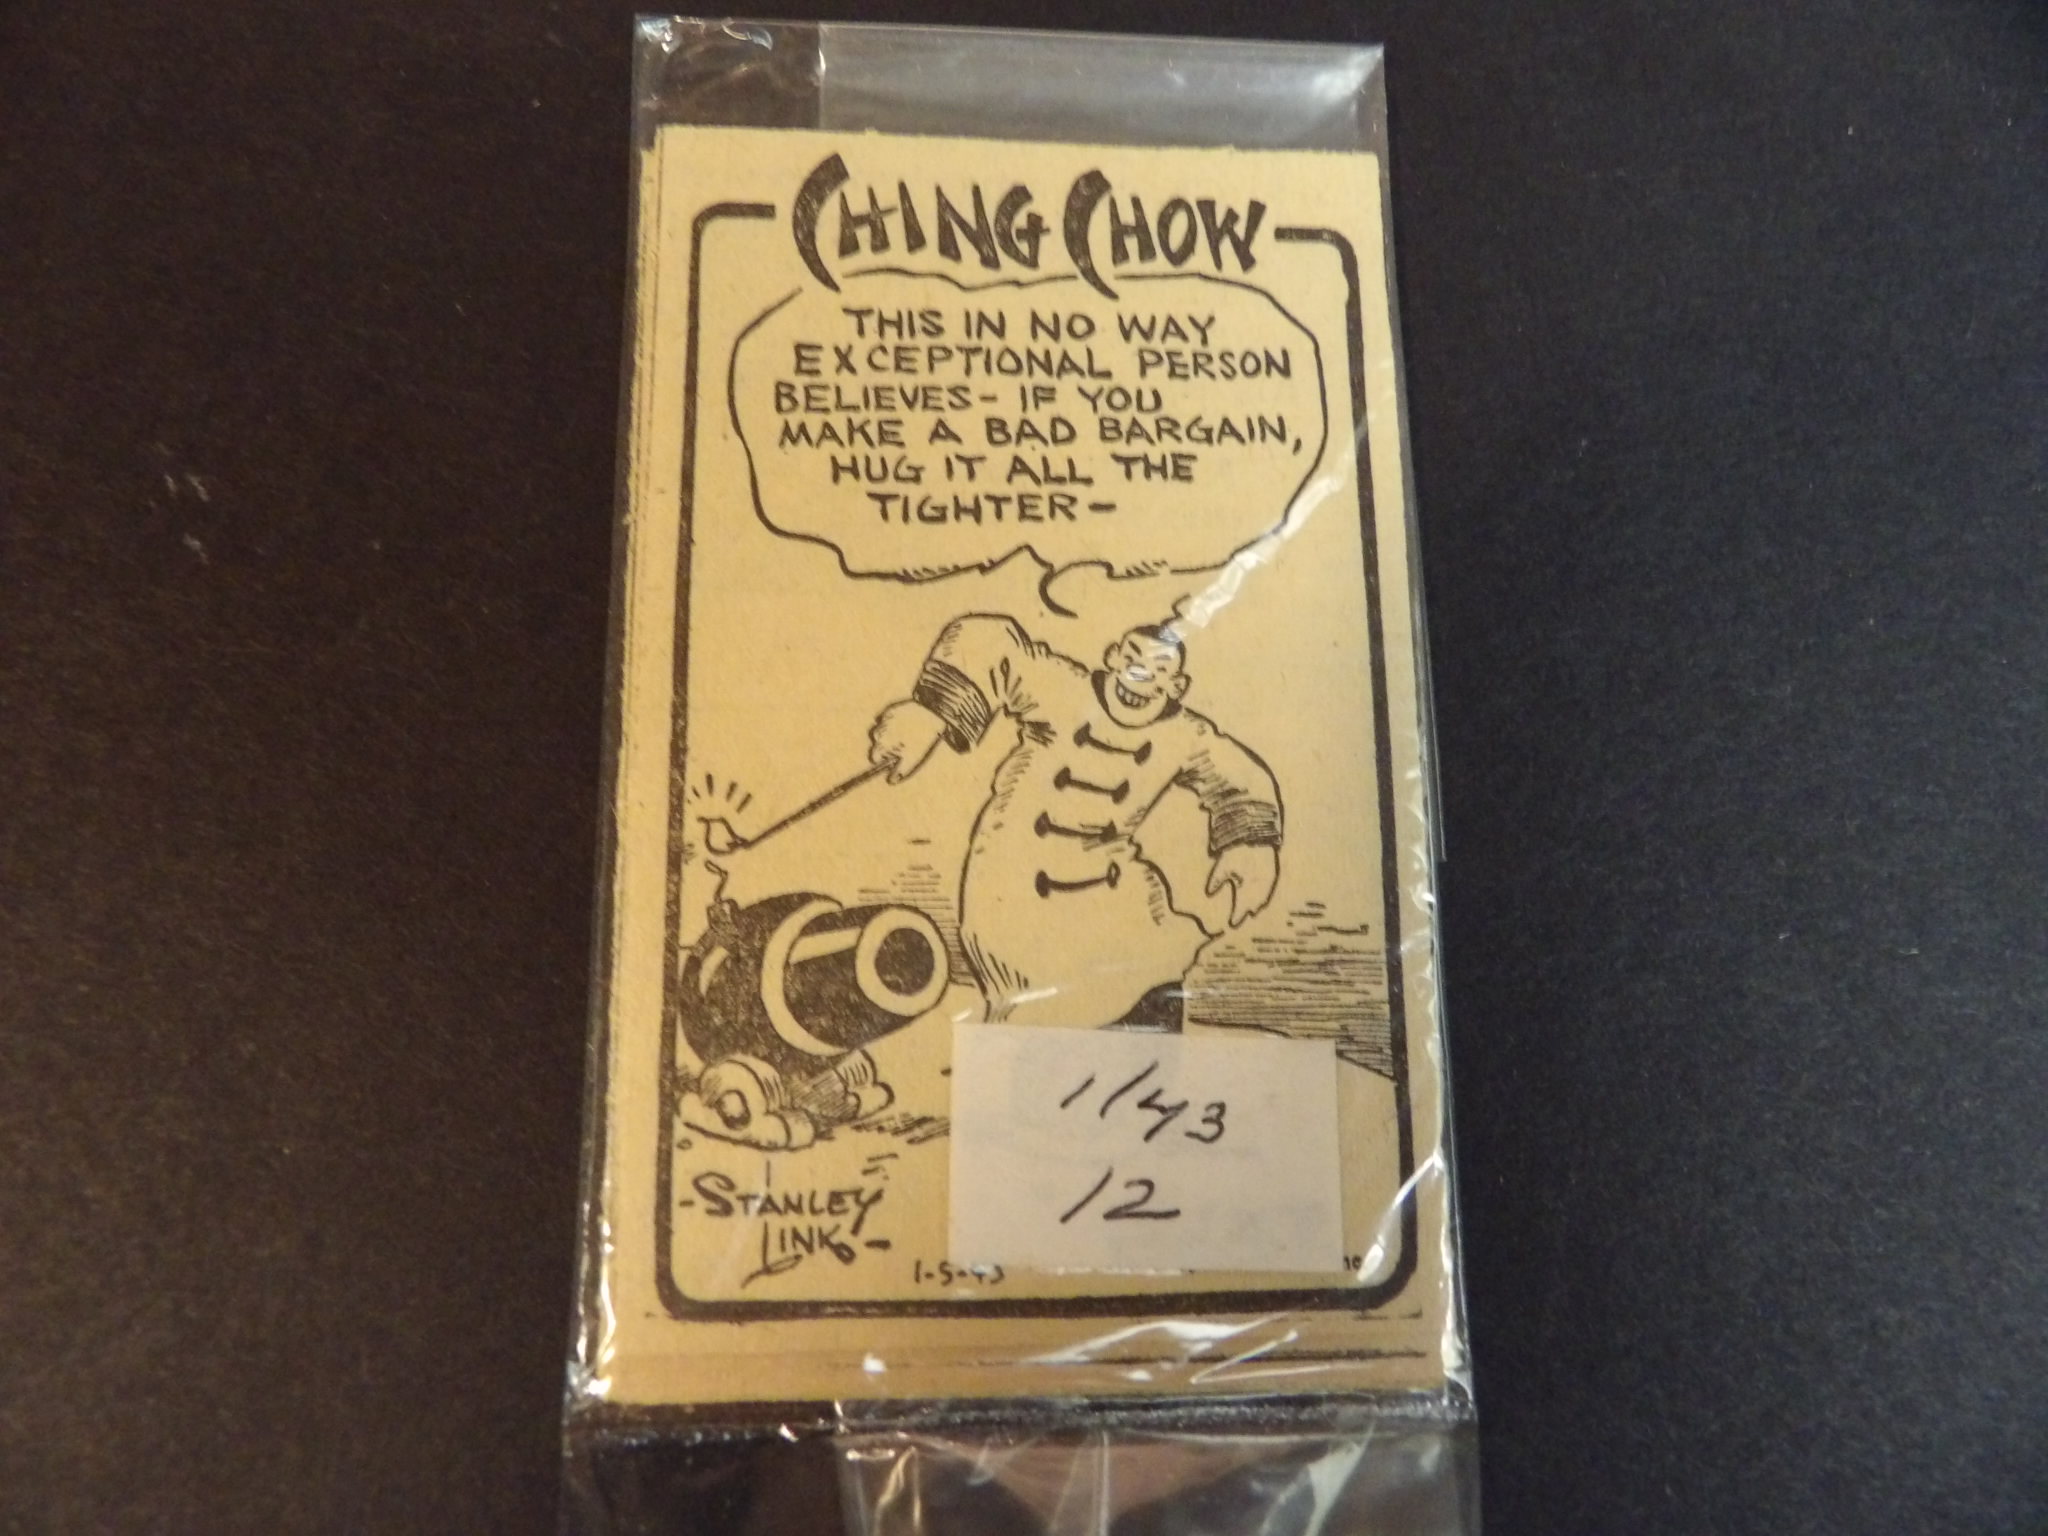 CHING CHOW
THIS IN NO WAY
EXCEPTIONAL PERSON
BELIEVES- IF YOU
MAKE A BAD BARGAIN,
HUG IT ALL THE
TIGHTER-
1/43
12
-STANLEY
LINK-
1-5-43